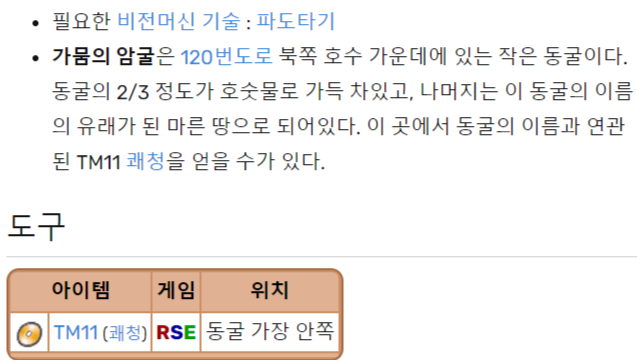 • 필요한 비전머신 기술 : 파도타기
• 가뭄의 암굴은 120번도로 북쪽 호수 가운데에 있는 작은 동굴이다.
동굴의 2/3 정도가 호숫물로 가득 차있고, 나머지는 이 동굴의 이름
의 유래가 된 마른 땅으로 되어있다. 이 곳에서 동굴의 이름과 연관
된 TM11 쾌청을 얻을 수가 있다.
도구
아이템 게임 위치
TM11 (쾌청) RSE 동굴 가장 안쪽